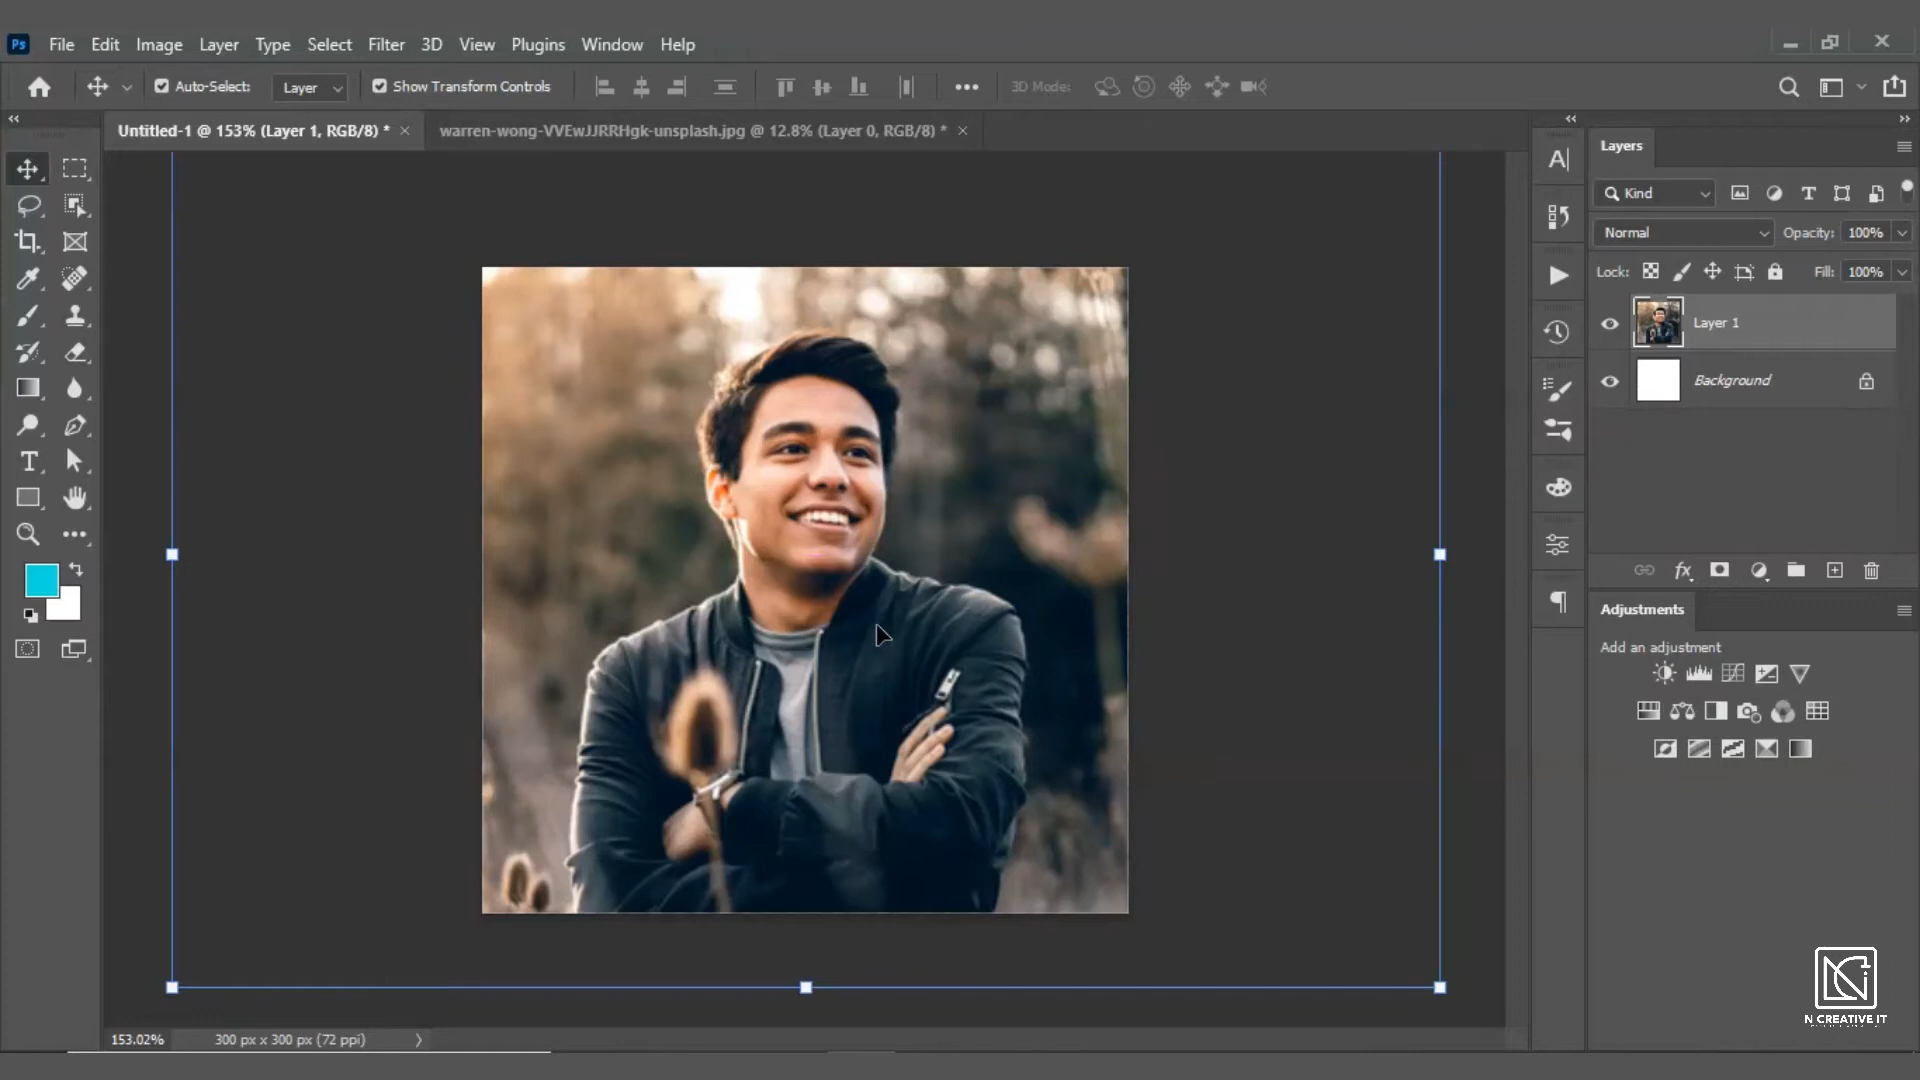 Ps File Edit Image Layer Type Select Filter 3D View Plugins Window Help
Auto-Select: Layer Show Transform Controls 3D Mode:
Untitled-1 @ 153% (Layer 1, RGB/8) * × warren-wong-VVEwJJRRHgk-unsplash.jpg @ 12.8% (Layer 0, RGB/8) * ×
Layers
Kind
Normal Opacity: 100%
Lock: Fill: 100%
Layer 1
Background
fx
Adjustments
Add an adjustment
N CREATIVE IT
153.02% 300 px x 300 px (72 ppi)